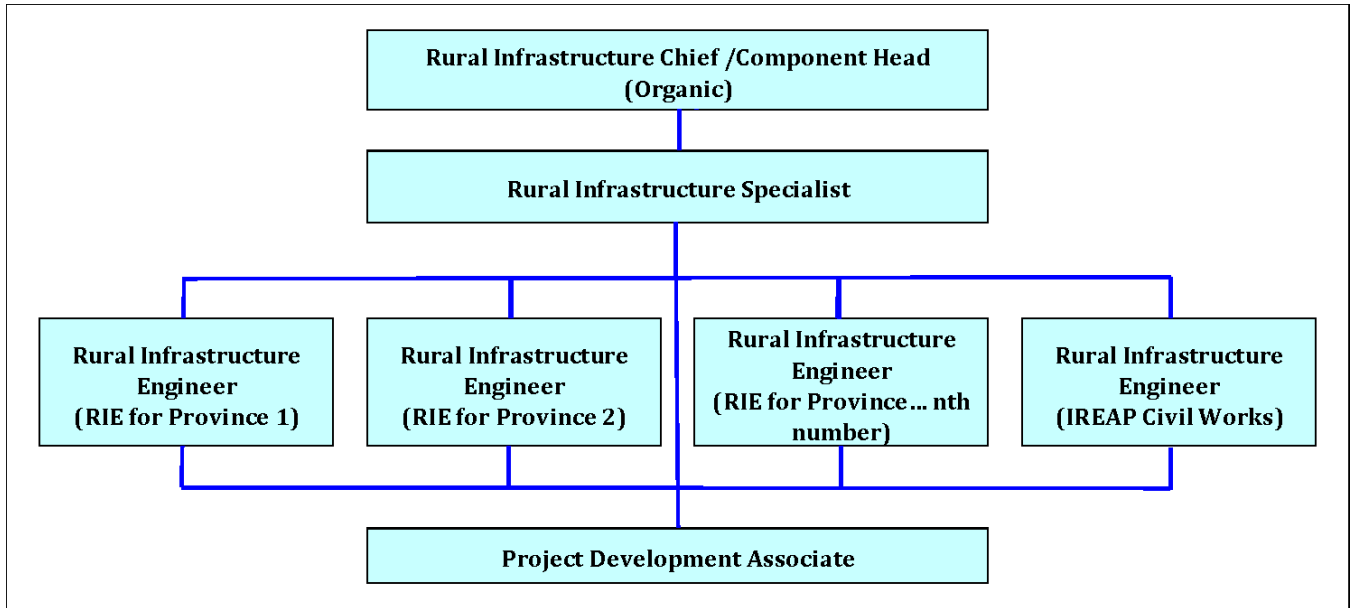 Rural Infrastructure Chief /Component Head
(Organic)
Rural Infrastructure Specialist
Rural Infrastructure
Engineer
(RIE for Province 1)
Rural Infrastructure
Engineer
(RIE for Province 2)
Rural Infrastructure
Engineer
(RIE for Province... nth
number)
Rural Infrastructure
Engineer
(IREAP Civil Works)
Project Development Associate